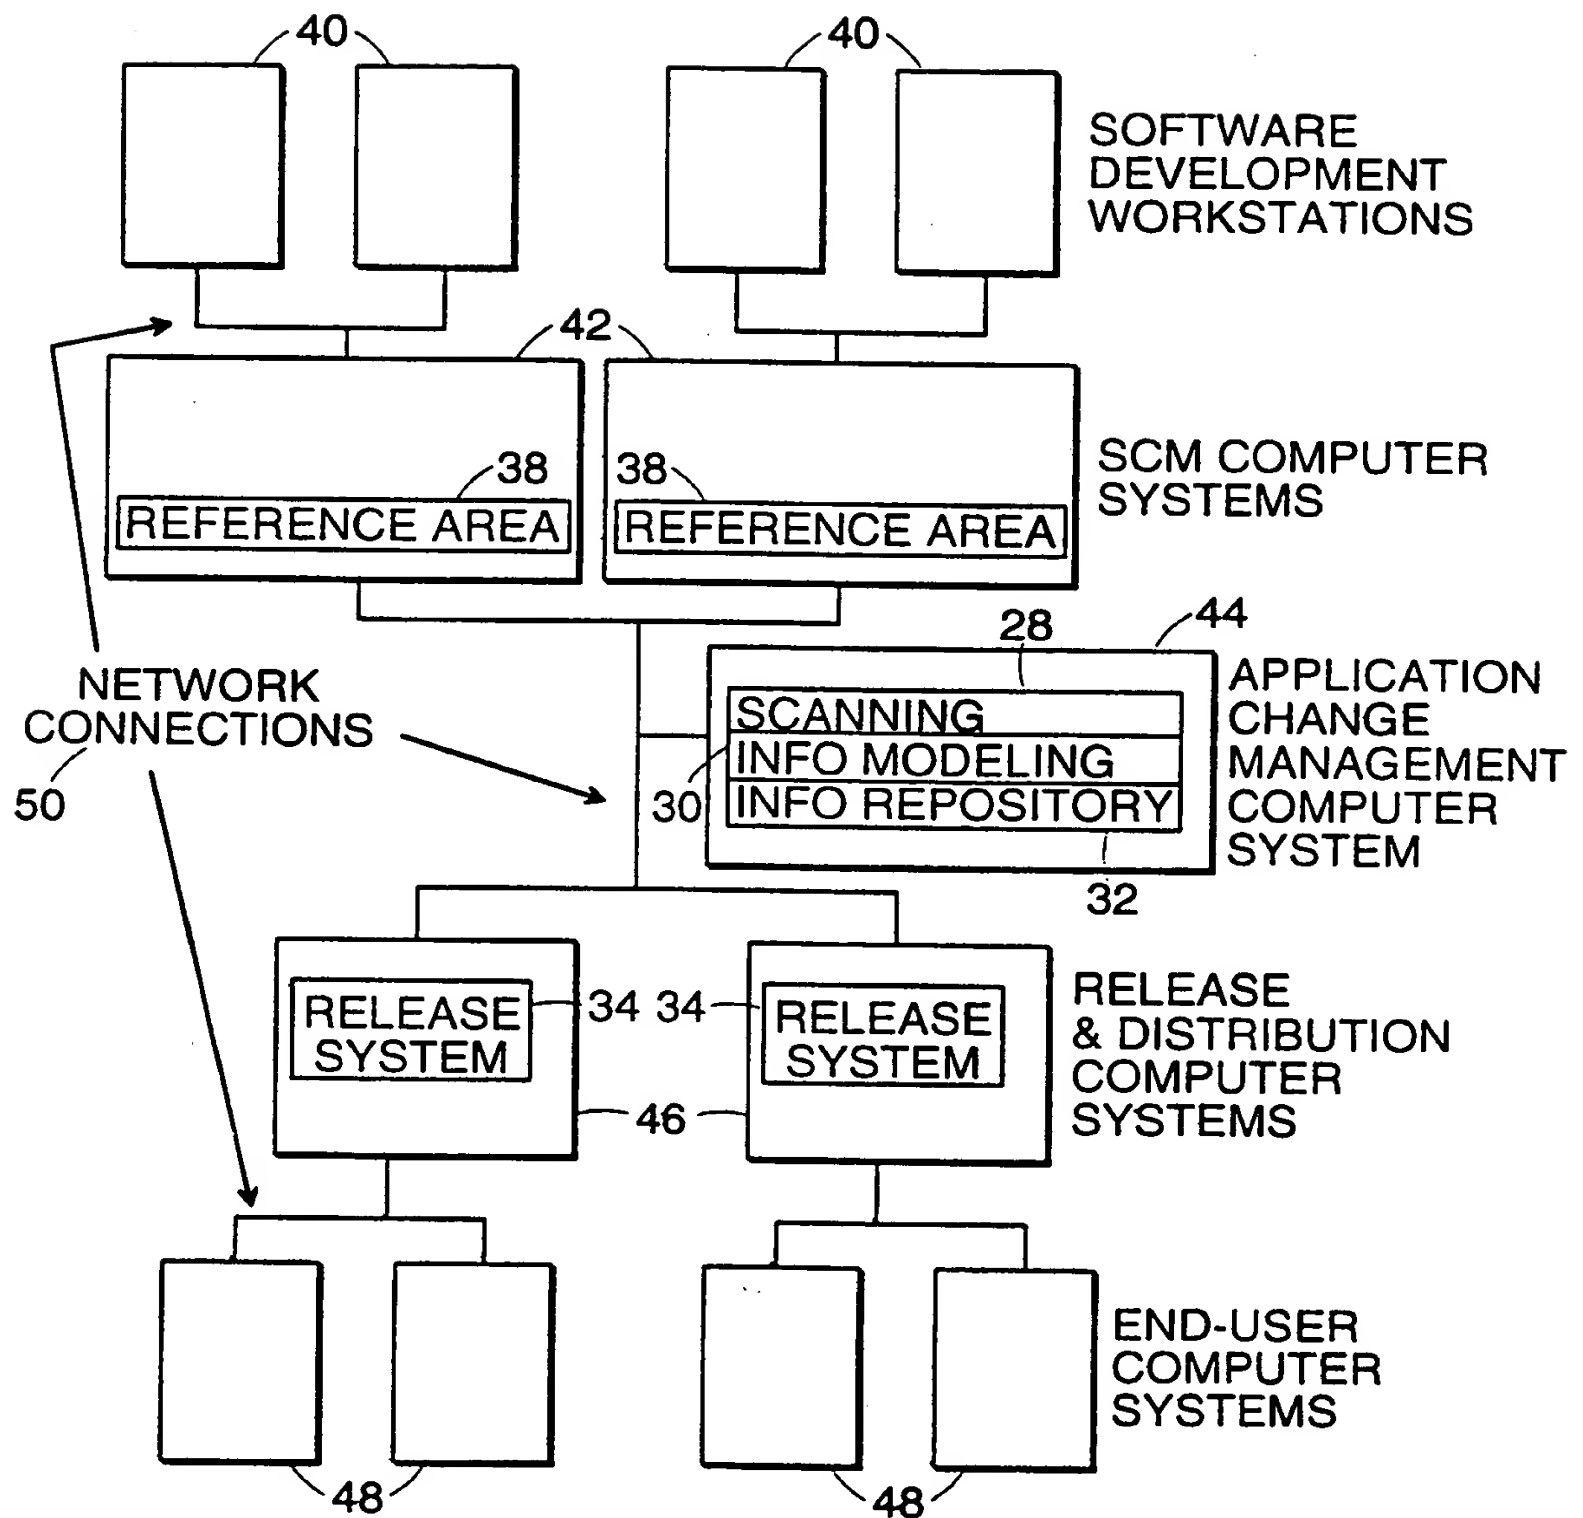 40
40
SOFTWARE
DEVELOPMENT
WORKSTATIONS
42
38
38
SCM COMPUTER
SYSTEMS
REFERENCE AREA
REFERENCE AREA
28
44
NETWORK
CONNECTIONS
50
SCANNING
INFO MODELING
INFO REPOSITORY
30
32
APPLICATION
CHANGE
MANAGEMENT
COMPUTER
SYSTEM
RELEASE
SYSTEM
34
34
RELEASE
SYSTEM
46
RELEASE
& DISTRIBUTION
COMPUTER
SYSTEMS
END-USER
COMPUTER
SYSTEMS
48
48